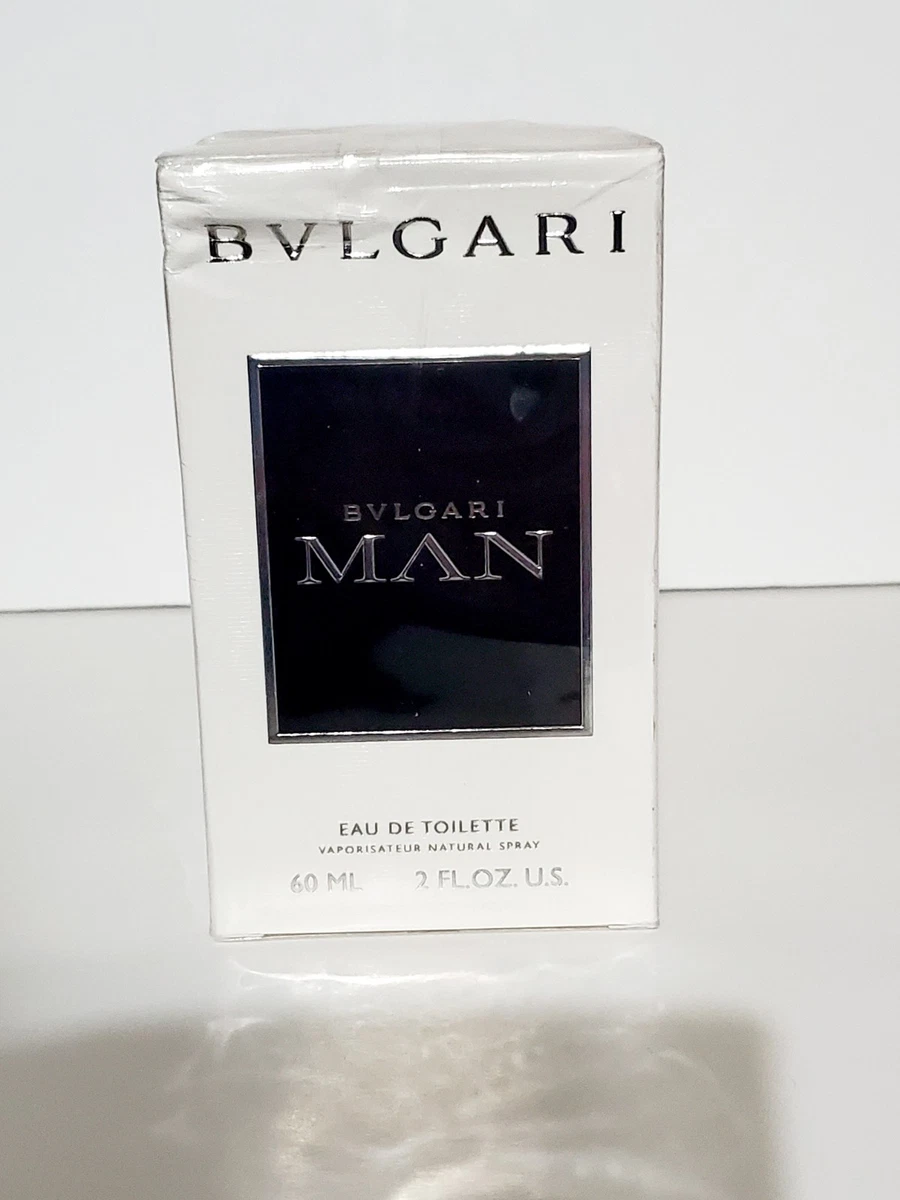 BVLGARI
BVLGARI
MAN
EAU DE TOILETTE
VAPORISATEUR NATURAL SPRAY
60 ML 2 FL.OZ. U.S.